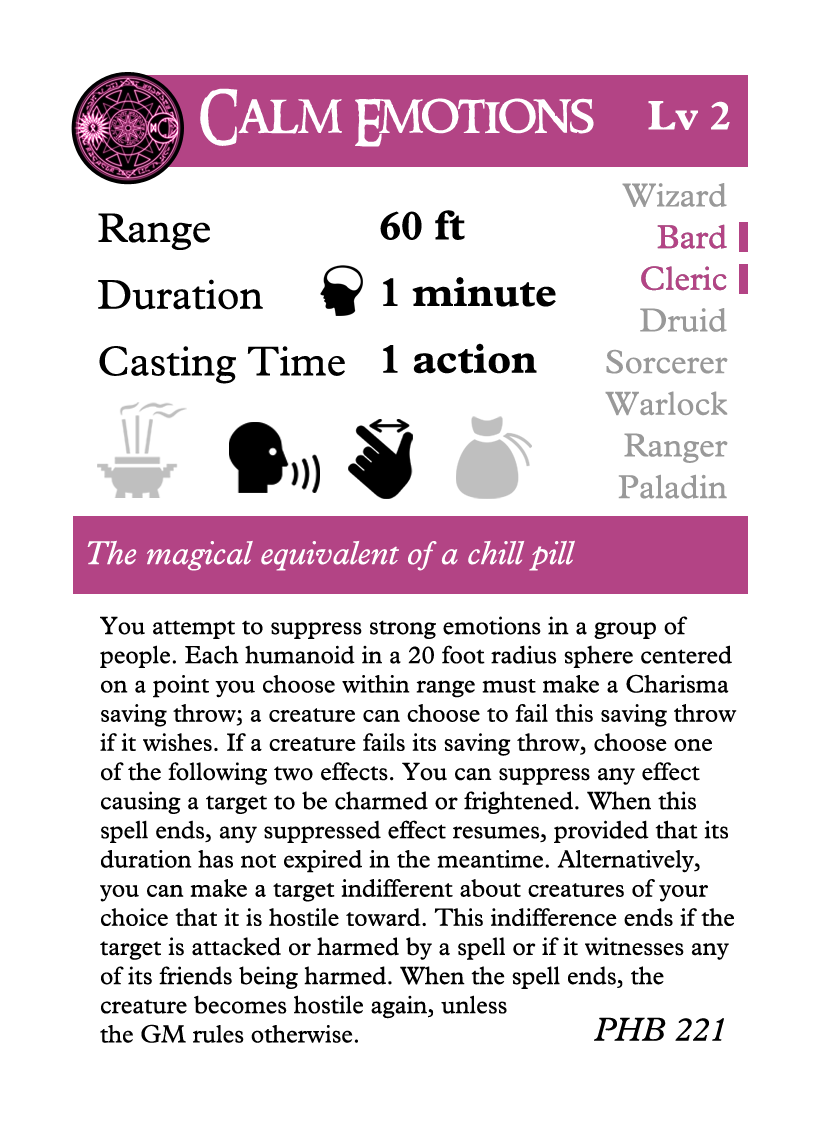 CALM EMOTIONS Lv 2
Range 60 ft
Duration 1 minute
Casting Time 1 action
Wizard
Bard
Cleric
Druid
Sorcerer
Warlock
Ranger
Paladin
The magical equivalent of a chill pill
You attempt to suppress strong emotions in a group of
people. Each humanoid in a 20 foot radius sphere centered
on a point you choose within range must make a Charisma
saving throw; a creature can choose to fail this saving throw
if it wishes. If a creature fails its saving throw, choose one
of the following two effects. You can suppress any effect
causing a target to be charmed or frightened. When this
spell ends, any suppressed effect resumes, provided that its
duration has not expired in the meantime. Alternatively,
you can make a target indifferent about creatures of your
choice that it is hostile toward. This indifference ends if the
target is attacked or harmed by a spell or if it witnesses any
of its friends being harmed. When the spell ends, the
creature becomes hostile again, unless
the GM rules otherwise.
PHB 221